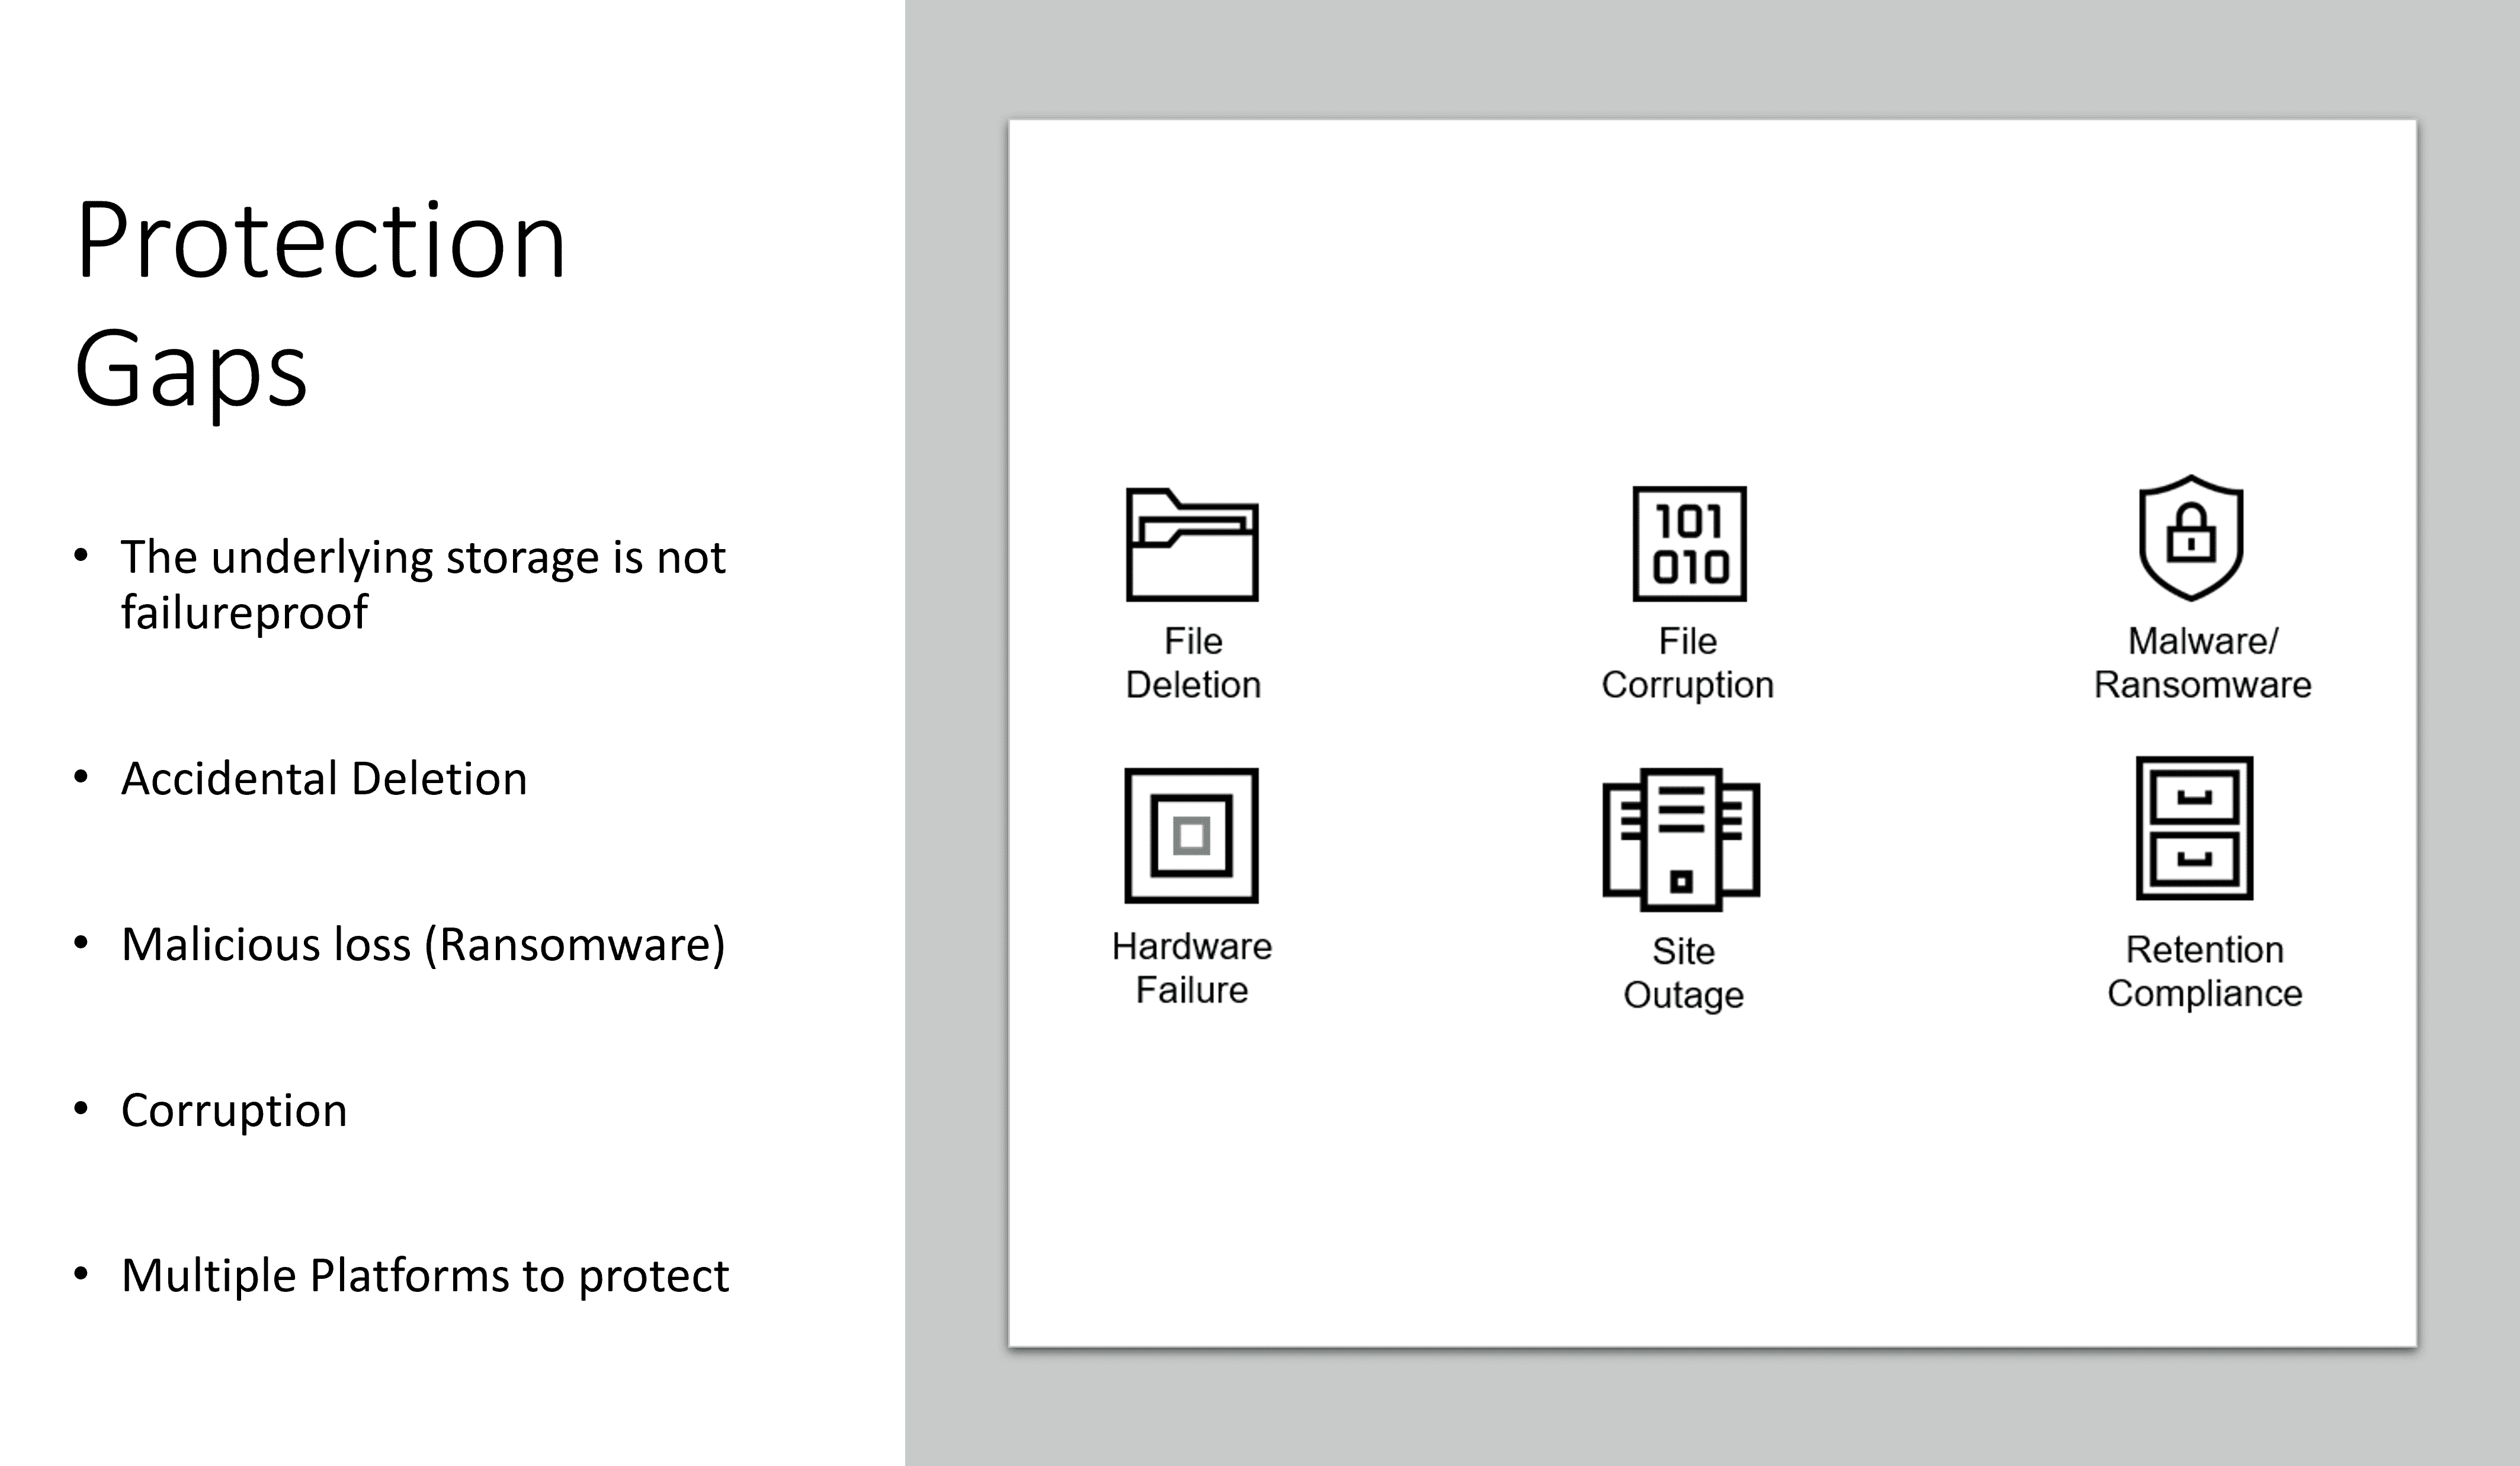 Protection
Gaps
• The underlying storage is not
failureproof
• Accidental Deletion
• Malicious loss (Ransomware)
• Corruption
• Multiple Platforms to protect
File
Deletion
101
010
File
Corruption
Malware/
Ransomware
Hardware
Failure
Site
Outage
Retention
Compliance